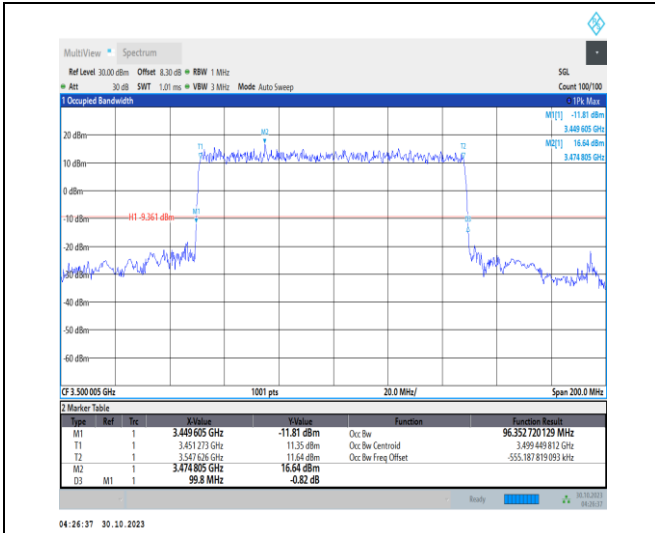 MultiView Spectrum
Ref Level 30.00 dBm Offset 8.30 dB RBW 1 MHz SGL
Att 30 dB SWT 1.01 ms VBW 3 MHz Mode Auto Sweep Count 100/100
1 Occupied Bandwidth 1Pk Max
M1[1] -11.81 dBm
3.449 605 GHz
M2[1] 16.64 dBm
3.474 805 GHz
20 dBm
M2
T1
T2
10 dBm
0 dBm
M1
-10 dBm
H1 -9.361 dBm
-20 dBm
-30 dBm
-40 dBm
-50 dBm
-60 dBm
CF 3.500 005 GHz 1001 pts 20.0 MHz/ Span 200.0 MHz
2 Marker Table
Type Ref Trc X-Value Y-Value Function Function Result
M1 1 3.449 605 GHz -11.81 dBm Occ Bw 96.352 720 129 MHz
T1 1 3.451 273 GHz 11.35 dBm Occ Bw Centroid 3.499 449 812 GHz
T2 1 3.547 626 GHz 11.64 dBm Occ Bw Freq Offset -555.187 819 093 kHz
M2 1 3.474 805 GHz 16.64 dBm
D3 M1 1 99.8 MHz -0.82 dB
Ready 30.10.2023
04:26:37
04:26:37 30.10.2023